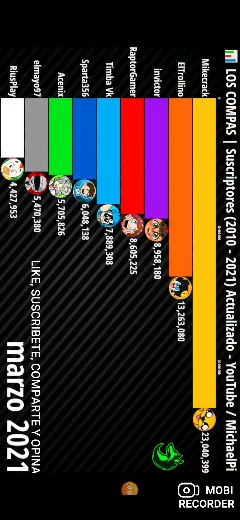 LOS COMPAS | Suscriptores (2010 - 2021) Actualizado - YouTube / MichaelPi
Mikecrack 23,040,399
ElTrollino 13,263,080
invictor 8,958,180
RaptorGamer 8,605,225
Timba Vk 7,889,308
Sparta356 6,048,138
Acenix 5,705,826
elmayo97 5,470,380
RiusPlay 4,427,953
LIKE, SUSCRIBETE, COMPARTE Y OPINA
marzo 2021
MOBI
RECORDER